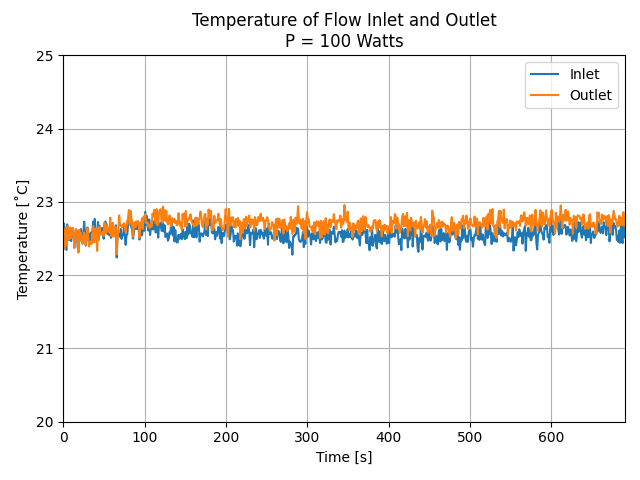 Temperature of Flow Inlet and Outlet
P = 100 Watts
Inlet
Outlet
Temperature [˚C]
25
24
23
22
21
20
0 100 200 300 400 500 600
Time [s]